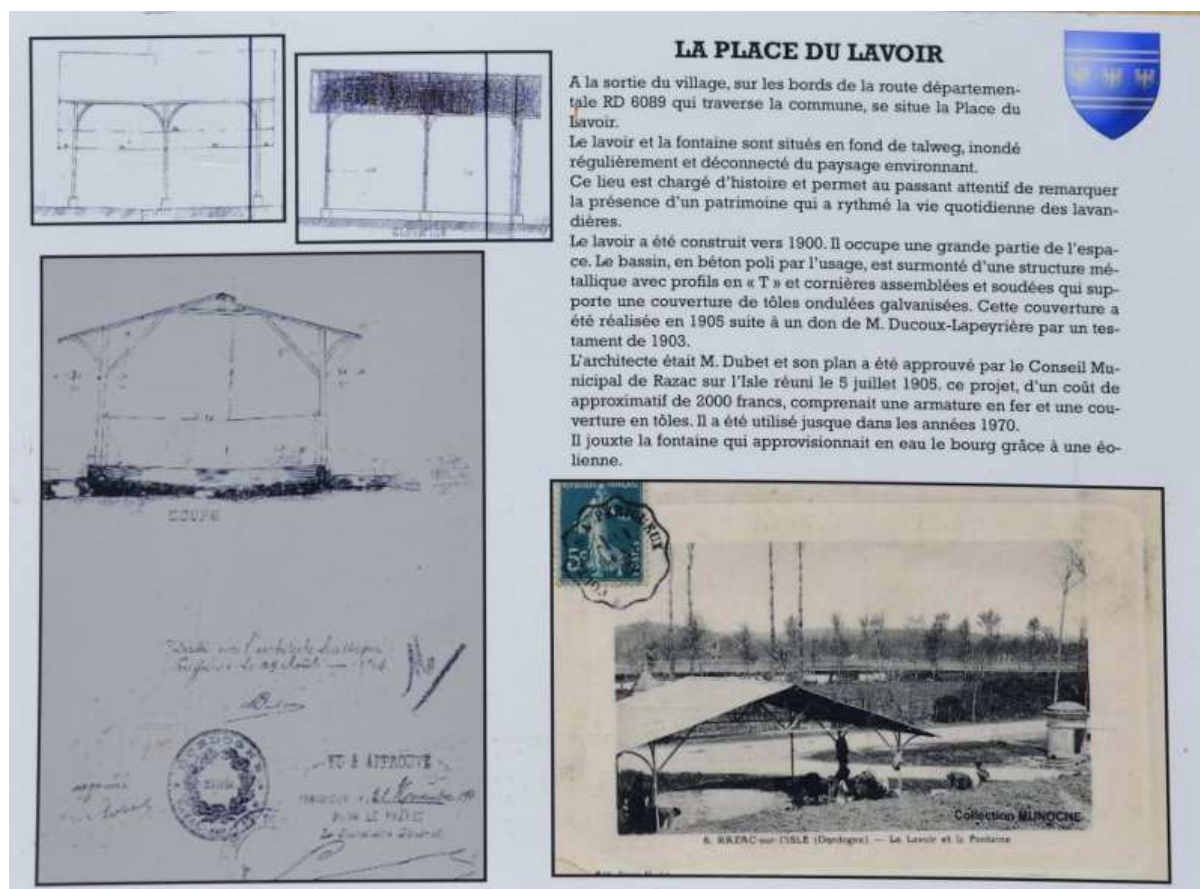 LA PLACE DU LAVOIR
A la sortie du village, sur les bords de la route départemen-
tale RD 6089 qui traverse la commune, se situe la Place du
Lavoir.
Le lavoir et la fontaine sont situés en fond de talweg, inondé
régulièrement et déconnecté du paysage environnant.
Ce lieu est chargé d'histoire et permet au passant attentif de remarquer
la présence d'un patrimoine qui a rythmé la vie quotidienne des lavan-
dières.
Le lavoir a été construit vers 1900. Il occupe une grande partie de l'espa-
ce. Le bassin, en béton poli par l'usage, est surmonté d'une structure mé-
tallique avec profils en « T » et cornières assemblées et soudées qui sup-
porte une couverture de tôles ondulées galvanisées. Cette couverture a
été réalisée en 1905 suite à un don de M. Ducoux-Lapeyrière par un tes-
tament de 1903.
L'architecte était M. Dubet et son plan a été approuvé par le Conseil Mu-
nicipal de Razac sur l'Isle réuni le 5 juillet 1905. ce projet, d'un coût de
approximatif de 2000 francs, comprenait une armature en fer et une cou-
verture en tôles. Il a été utilisé jusque dans les années 1970.
Il jouxte la fontaine qui approvisionnait en eau le bourg grâce à une éo-
lienne.
COUPE
VU & APPROUVÉ
POUR LE PRÉFET
PÉRIGUEUX
Collection MUNOCHE
6. RAZAC-sur-l'ISLE (Dordogne) — Le Lavoir et la Fontaine